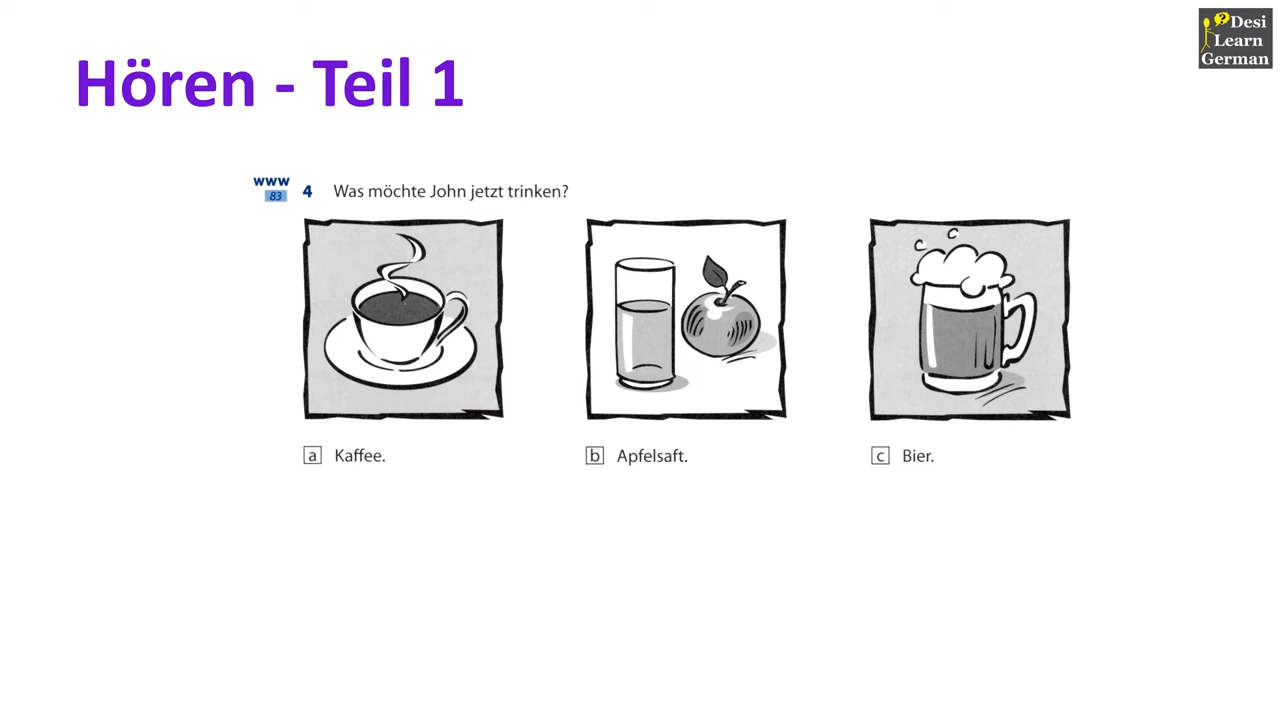 ? Desi
Learn
German
Hören - Teil 1
www
83
4 Was möchte John jetzt trinken?
a Kaffee.
b Apfelsaft.
c Bier.